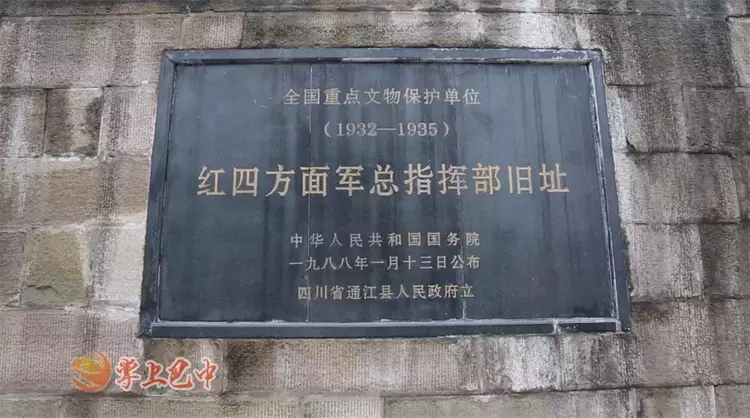 全国重点文物保护单位
(1932—1935)
红四方面军总指挥部旧址
中华人民共和国国务院
一九八八年一月十三日公布
四川省通江县人民政府立
掌上巴中